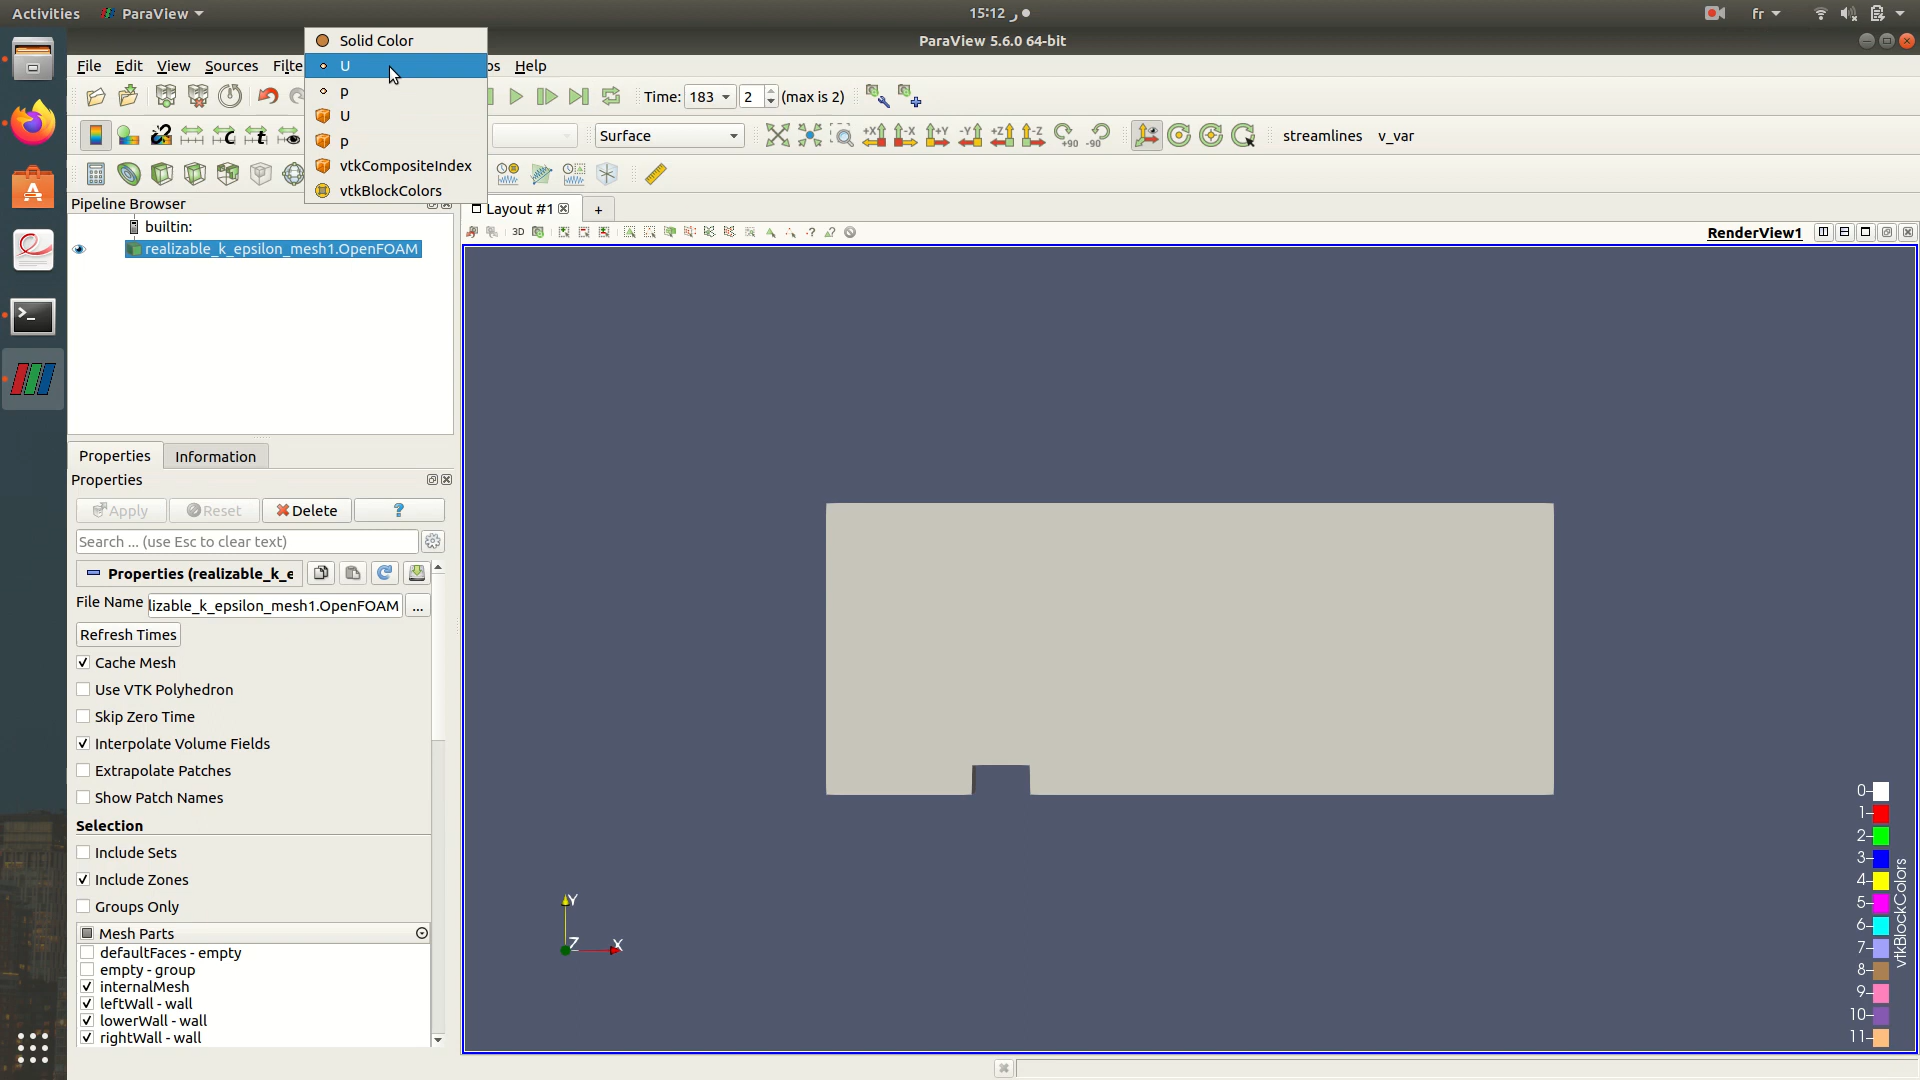 Activities ParaView 15:12 ر fr
ParaView 5.6.0 64-bit
Solid Color
U
p
U
p
vtkCompositeIndex
vtkBlockColors
File Edit View Sources Filte os Help
Time: 183 2 (max is 2)
Surface +X -X +Y -Y +Z -Z +90 -90 streamlines v_var
Pipeline Browser
Layout #1 +
builtin:
3D
RenderView1
realizable_k_epsilon_mesh1.OpenFOAM
Properties Information
Properties
Apply Reset Delete ?
Search ... (use Esc to clear text)
Properties (realizable_k_e
File Name lizable_k_epsilon_mesh1.OpenFOAM ...
Refresh Times
Cache Mesh
Use VTK Polyhedron
Skip Zero Time
Interpolate Volume Fields
Extrapolate Patches
Show Patch Names
Selection
Include Sets
Include Zones
Groups Only
Mesh Parts
defaultFaces - empty
empty - group
internalMesh
leftWall - wall
lowerWall - wall
rightWall - wall
Y
Z
X
0
1
2
3
4
5
6
7
8
9
10
11
vtkBlockColors